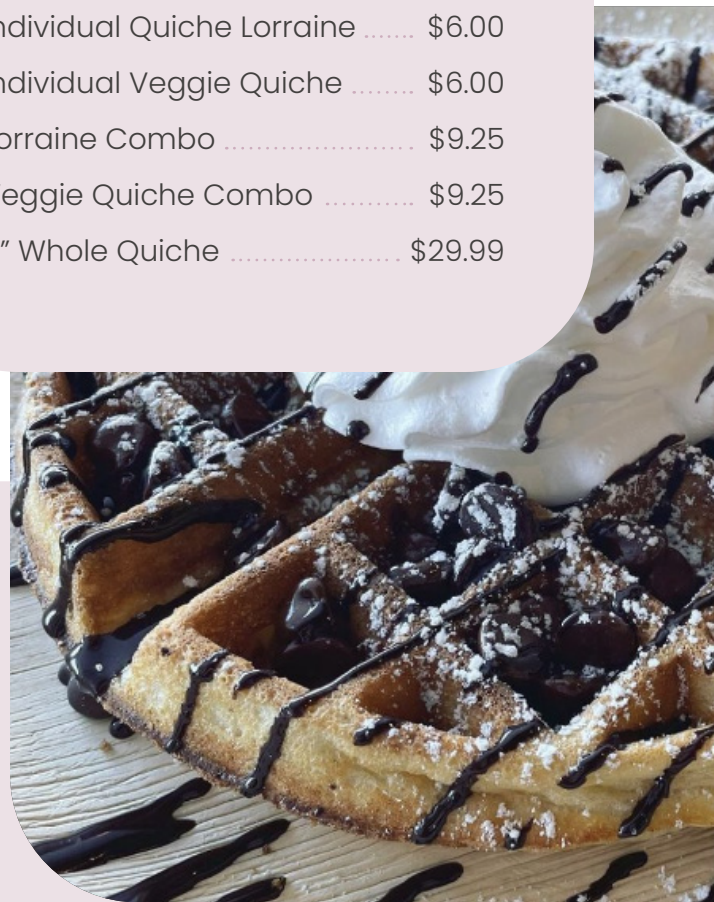 ndividual Quiche Lorraine ....... $6.00
ndividual Veggie Quiche ........ $6.00
orraine Combo ........................ $9.25
eggie Quiche Combo ........... $9.25
” Whole Quiche ...................... $29.99